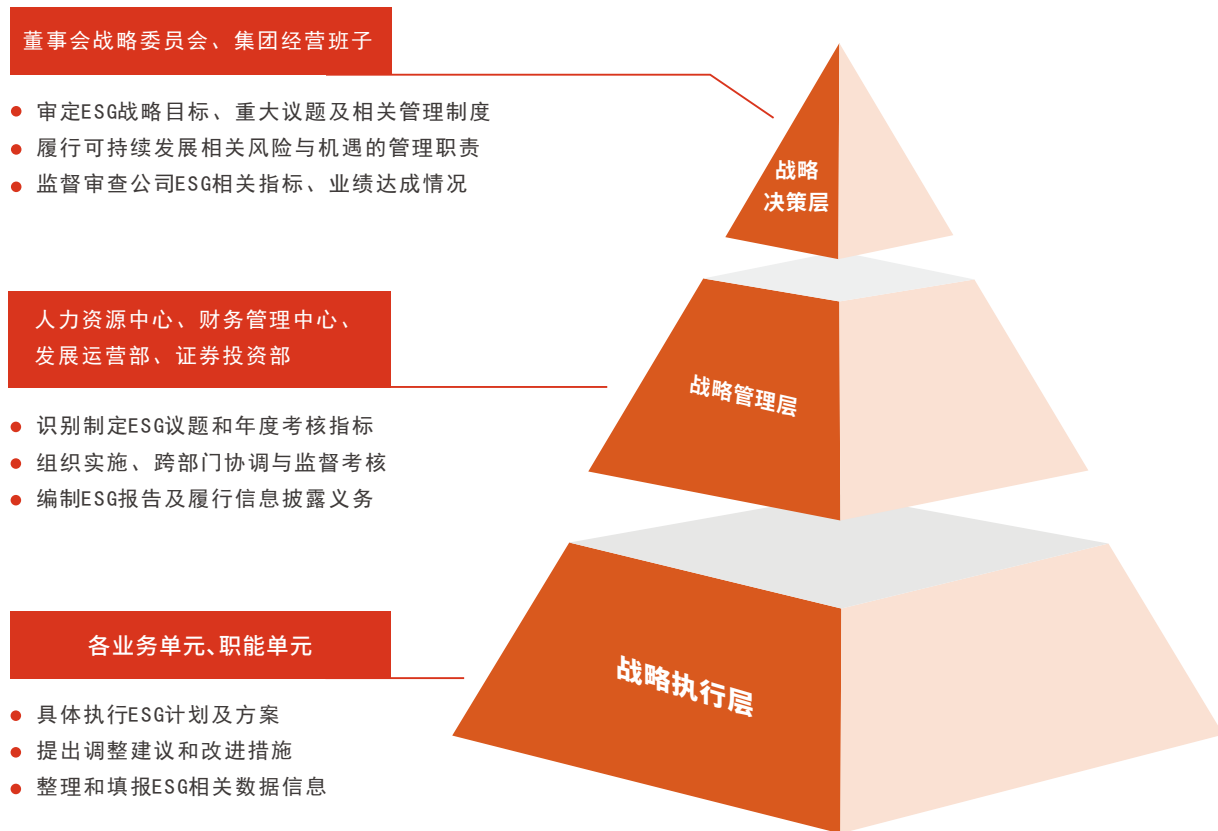 董事会战略委员会、集团经营班子
● 审定ESG战略目标、重大议题及相关管理制度
● 履行可持续发展相关风险与机遇的管理职责
● 监督审查公司ESG相关指标、业绩达成情况
战略
决策层
人力资源中心、财务管理中心、
发展运营部、证券投资部
● 识别制定ESG议题和年度考核指标
● 组织实施、跨部门协调与监督考核
● 编制ESG报告及履行信息披露义务
战略管理层
各业务单元、职能单元
● 具体执行ESG计划及方案
● 提出调整建议和改进措施
● 整理和填报ESG相关数据信息
战略执行层